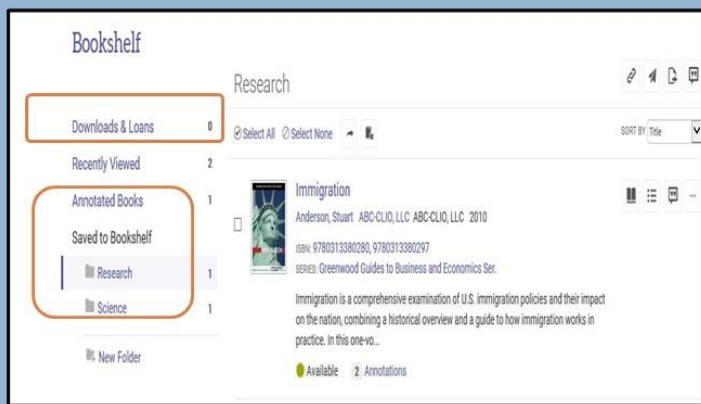 Bookshelf
Downloads & Loans 0
Recently Viewed 2
Annotated Books 1
Saved to Bookshelf
Research 1
Science 1
New Folder
Research
Select All Select None
SORT BY Title
Immigration
Anderson, Stuart ABC-CLIO, LLC ABC-CLIO, LLC 2010
ISBN: 9780313380280, 9780313380297
SERIES: Greenwood Guides to Business and Economics Ser.
Immigration is a comprehensive examination of U.S. immigration policies and their impact
on the nation, combining a historical overview and a guide to how immigration works in
practice. In this one-vo...
Available 2 Annotations